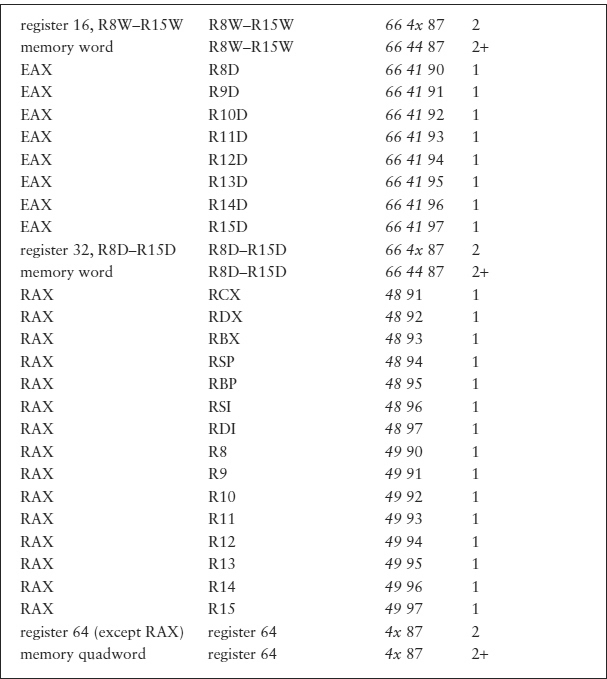 register 16, R8W–R15W R8W–R15W 66 4x 87 2
memory word R8W–R15W 66 44 87 2+
EAX R8D 66 41 90 1
EAX R9D 66 41 91 1
EAX R10D 66 41 92 1
EAX R11D 66 41 93 1
EAX R12D 66 41 94 1
EAX R13D 66 41 95 1
EAX R14D 66 41 96 1
EAX R15D 66 41 97 1
register 32, R8D–R15D R8D–R15D 66 4x 87 2
memory word R8D–R15D 66 44 87 2+
RAX RCX 48 91 1
RAX RDX 48 92 1
RAX RBX 48 93 1
RAX RSP 48 94 1
RAX RBP 48 95 1
RAX RSI 48 96 1
RAX RDI 48 97 1
RAX R8 49 90 1
RAX R9 49 91 1
RAX R10 49 92 1
RAX R11 49 93 1
RAX R12 49 94 1
RAX R13 49 95 1
RAX R14 49 96 1
RAX R15 49 97 1
register 64 (except RAX) register 64 4x 87 2
memory quadword register 64 4x 87 2+